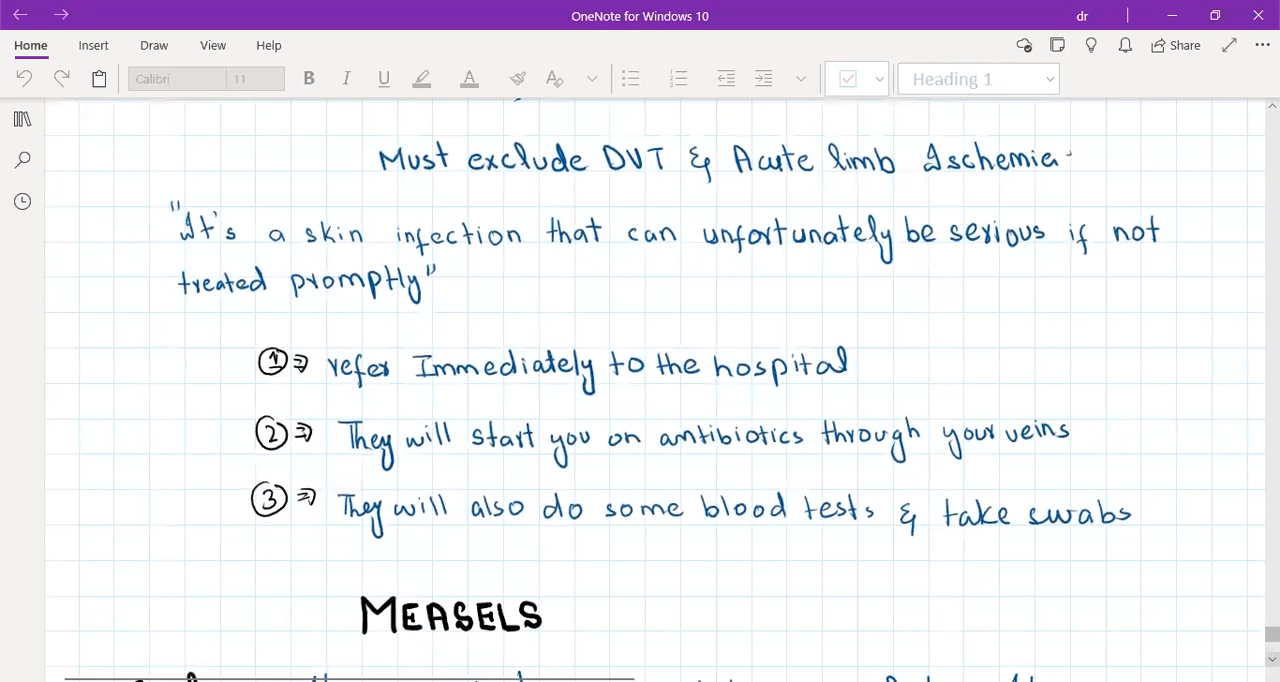 OneNote for Windows 10
dr
Home Insert Draw View Help
Share
Calibri 11
B I U A
Heading 1
Must exclude DVT & Acute limb Ischemia
"It's a skin infection that can unfortunately be serious if not
treated promptly"
① ⇒ refer Immediately to the hospital
② ⇒ They will start you on antibiotics through your veins
③ ⇒ They will also do some blood tests & take swabs
MEASELS